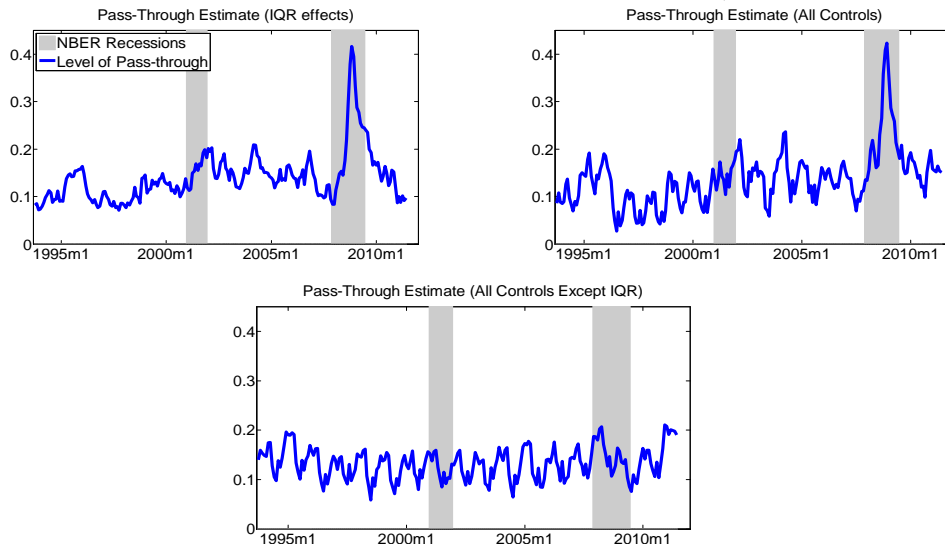 Pass-Through Estimate (IQR effects)
NBER Recessions
Level of Pass-through
0.4
0.3
0.2
0.1
0
1995m1 2000m1 2005m1 2010m1
Pass-Through Estimate (All Controls)
0.4
0.3
0.2
0.1
0
1995m1 2000m1 2005m1 2010m1
Pass-Through Estimate (All Controls Except IQR)
0.4
0.3
0.2
0.1
0
1995m1 2000m1 2005m1 2010m1